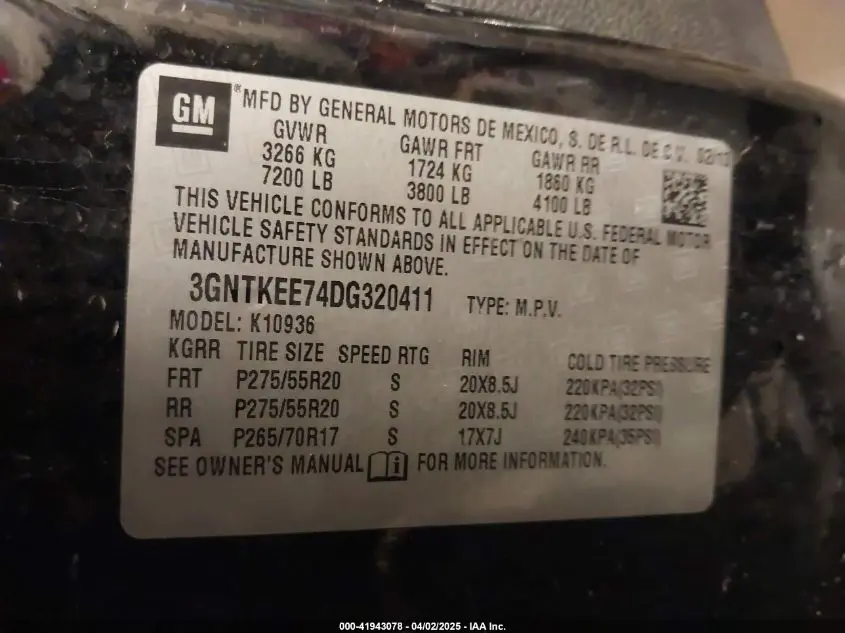 GM
® MFD BY GENERAL MOTORS DE MEXICO, S. DE R.L. DE C.V. 02/13
GVWR GAWR FRT GAWR RR
3266 KG 1724 KG 1860 KG
7200 LB 3800 LB 4100 LB
THIS VEHICLE CONFORMS TO ALL APPLICABLE U.S. FEDERAL MOTOR
VEHICLE SAFETY STANDARDS IN EFFECT ON THE DATE OF
MANUFACTURE SHOWN ABOVE.
3GNTKEE74DG320411 TYPE: M.P.V.
MODEL: K10936
KGRR TIRE SIZE SPEED RTG RIM COLD TIRE PRESSURE
FRT P275/55R20 S 20X8.5J 220KPA(32PSI)
RR P275/55R20 S 20X8.5J 220KPA(32PSI)
SPA P265/70R17 S 17X7J 240KPA(35PSI)
SEE OWNER'S MANUAL i FOR MORE INFORMATION.
000-41943078 - 04/02/2025 - IAA Inc.